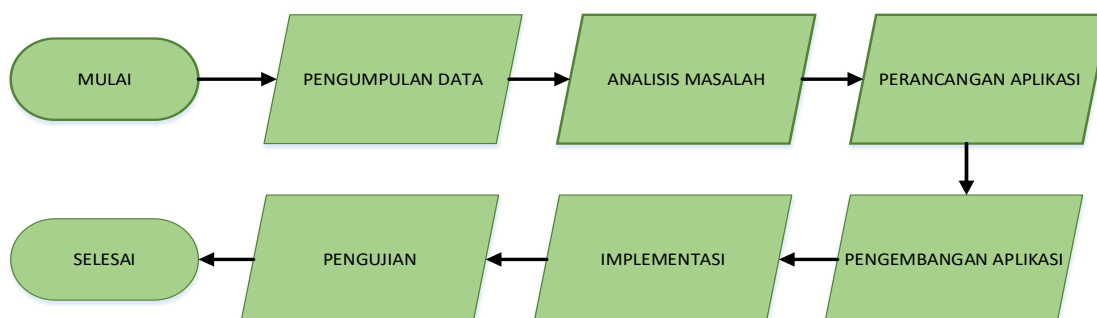 MULAI
PENGUMPULAN DATA
ANALISIS MASALAH
PERANCANGAN APLIKASI
PENGEMBANGAN APLIKASI
IMPLEMENTASI
PENGUJIAN
SELESAI